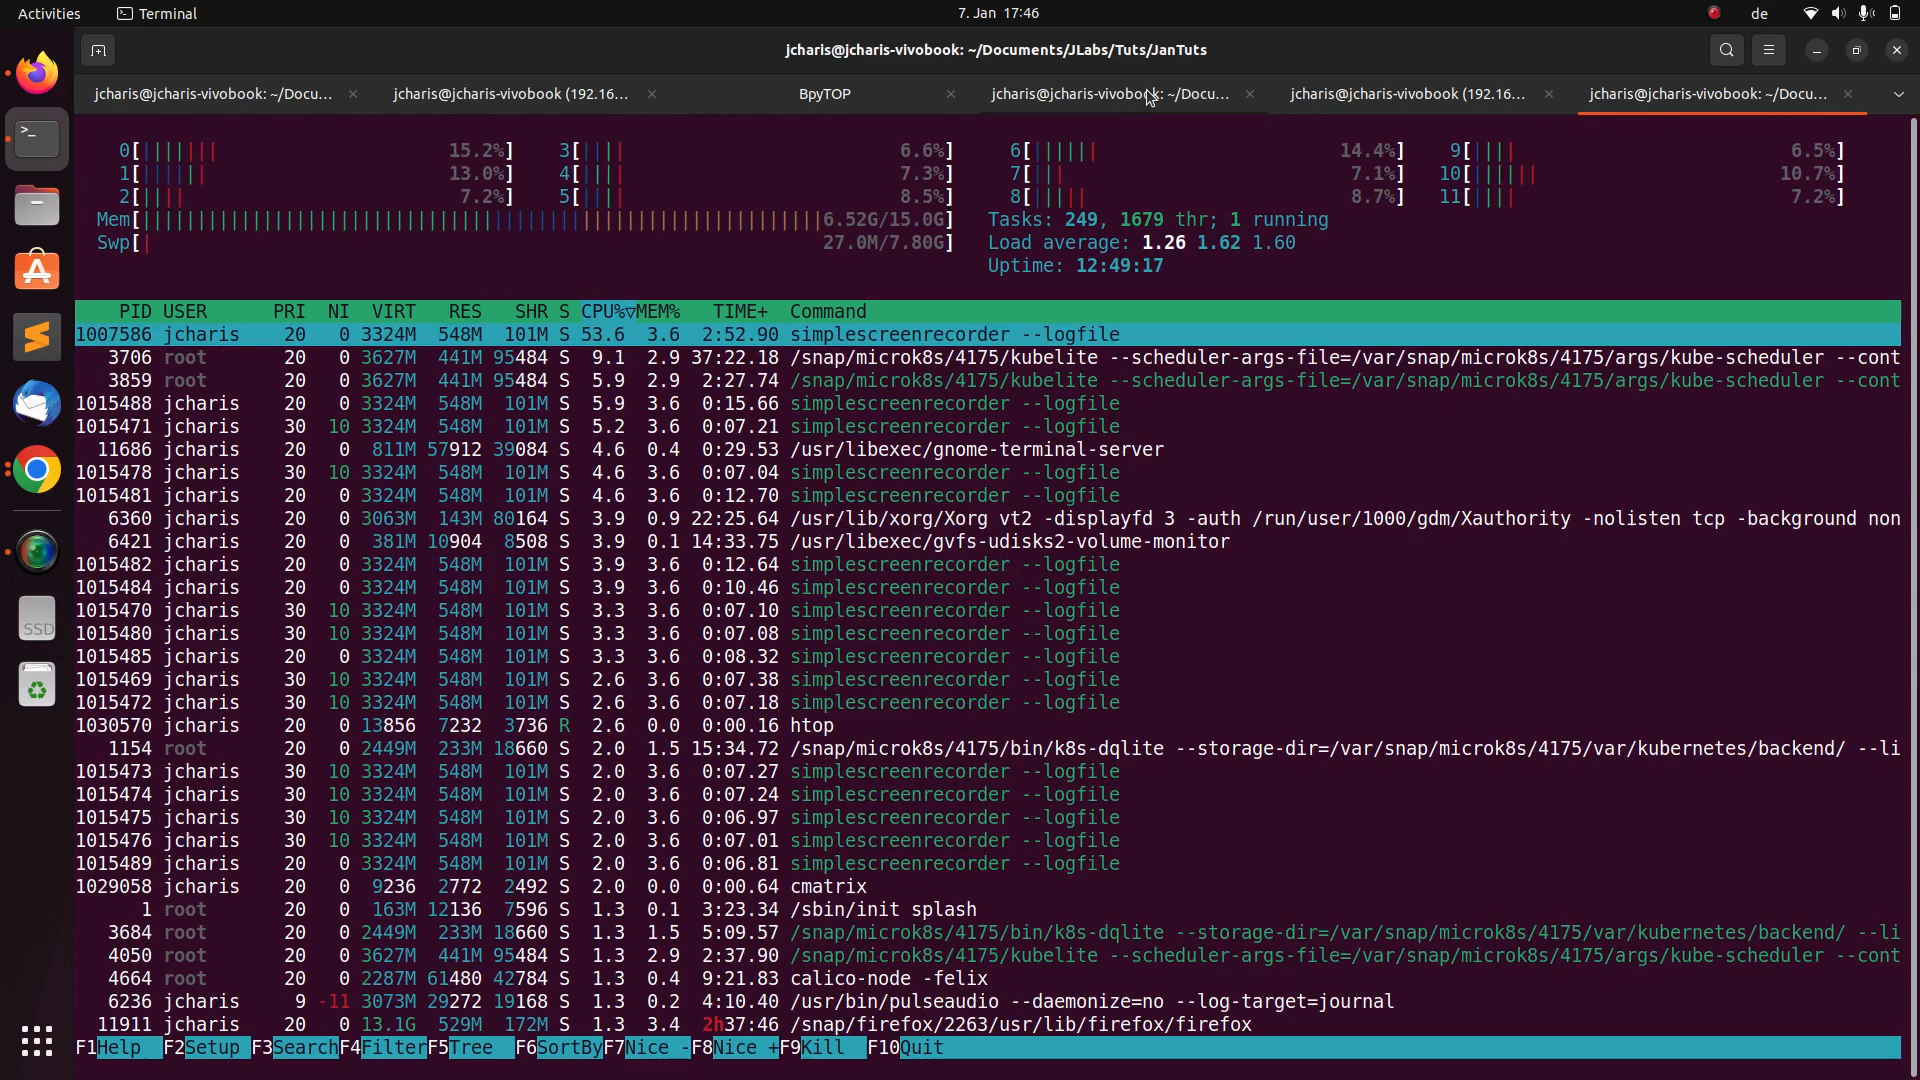 Activities Terminal 7. Jan 17:46 de
jcharis@jcharis-vivobook: ~/Documents/JLabs/Tuts/JanTuts
jcharis@jcharis-vivobook: ~/Docu... jcharis@jcharis-vivobook (192.16... BpyTOP jcharis@jcharis-vivobook: ~/Docu... jcharis@jcharis-vivobook (192.16... jcharis@jcharis-vivobook: ~/Docu...
0[|||||||| 15.2%] 3[|||| 6.6%] 6[|||||| 14.4%] 9[|||| 6.5%]
1[|||||| 13.0%] 4[|||| 7.3%] 7[||| 7.1%] 10[|||||| 10.7%]
2[|||| 7.2%] 5[|||| 8.5%] 8[||||| 8.7%] 11[|||| 7.2%]
Mem[||||||||||||||||||||||||||||||||||||||||||||||||||||||||||||||6.52G/15.0G] Tasks: 249, 1679 thr; 1 running
Swp[| 27.0M/7.80G] Load average: 1.26 1.62 1.60
Uptime: 12:49:17
PID USER PRI NI VIRT RES SHR S CPU%▽MEM% TIME+ Command
1007586 jcharis 20 0 3324M 548M 101M S 53.6 3.6 2:52.90 simplescreenrecorder --logfile
3706 root 20 0 3627M 441M 95484 S 9.1 2.9 37:22.18 /snap/microk8s/4175/kubelite --scheduler-args-file=/var/snap/microk8s/4175/args/kube-scheduler --cont
3859 root 20 0 3627M 441M 95484 S 5.9 2.9 2:27.74 /snap/microk8s/4175/kubelite --scheduler-args-file=/var/snap/microk8s/4175/args/kube-scheduler --cont
1015488 jcharis 20 0 3324M 548M 101M S 5.9 3.6 0:15.66 simplescreenrecorder --logfile
1015471 jcharis 30 10 3324M 548M 101M S 5.2 3.6 0:07.21 simplescreenrecorder --logfile
11686 jcharis 20 0 811M 57912 39084 S 4.6 0.4 0:29.53 /usr/libexec/gnome-terminal-server
1015478 jcharis 30 10 3324M 548M 101M S 4.6 3.6 0:07.04 simplescreenrecorder --logfile
1015481 jcharis 20 0 3324M 548M 101M S 4.6 3.6 0:12.70 simplescreenrecorder --logfile
6360 jcharis 20 0 3063M 143M 80164 S 3.9 0.9 22:25.64 /usr/lib/xorg/Xorg vt2 -displayfd 3 -auth /run/user/1000/gdm/Xauthority -nolisten tcp -background non
6421 jcharis 20 0 381M 10904 8508 S 3.9 0.1 14:33.75 /usr/libexec/gvfs-udisks2-volume-monitor
1015482 jcharis 20 0 3324M 548M 101M S 3.9 3.6 0:12.64 simplescreenrecorder --logfile
1015484 jcharis 20 0 3324M 548M 101M S 3.9 3.6 0:10.46 simplescreenrecorder --logfile
1015470 jcharis 30 10 3324M 548M 101M S 3.3 3.6 0:07.10 simplescreenrecorder --logfile
1015480 jcharis 30 10 3324M 548M 101M S 3.3 3.6 0:07.08 simplescreenrecorder --logfile
1015485 jcharis 20 0 3324M 548M 101M S 3.3 3.6 0:08.32 simplescreenrecorder --logfile
1015469 jcharis 30 10 3324M 548M 101M S 2.6 3.6 0:07.38 simplescreenrecorder --logfile
1015472 jcharis 30 10 3324M 548M 101M S 2.6 3.6 0:07.18 simplescreenrecorder --logfile
1030570 jcharis 20 0 13856 7232 3736 R 2.6 0.0 0:00.16 htop
1154 root 20 0 2449M 233M 18660 S 2.0 1.5 15:34.72 /snap/microk8s/4175/bin/k8s-dqlite --storage-dir=/var/snap/microk8s/4175/var/kubernetes/backend/ --li
1015473 jcharis 30 10 3324M 548M 101M S 2.0 3.6 0:07.27 simplescreenrecorder --logfile
1015474 jcharis 30 10 3324M 548M 101M S 2.0 3.6 0:07.24 simplescreenrecorder --logfile
1015475 jcharis 30 10 3324M 548M 101M S 2.0 3.6 0:06.97 simplescreenrecorder --logfile
1015476 jcharis 30 10 3324M 548M 101M S 2.0 3.6 0:07.01 simplescreenrecorder --logfile
1015489 jcharis 20 0 3324M 548M 101M S 2.0 3.6 0:06.81 simplescreenrecorder --logfile
1029058 jcharis 20 0 9236 2772 2492 S 2.0 0.0 0:00.64 cmatrix
1 root 20 0 163M 12136 7596 S 1.3 0.1 3:23.34 /sbin/init splash
3684 root 20 0 2449M 233M 18660 S 1.3 1.5 5:09.57 /snap/microk8s/4175/bin/k8s-dqlite --storage-dir=/var/snap/microk8s/4175/var/kubernetes/backend/ --li
4050 root 20 0 3627M 441M 95484 S 1.3 2.9 2:37.90 /snap/microk8s/4175/kubelite --scheduler-args-file=/var/snap/microk8s/4175/args/kube-scheduler --cont
4664 root 20 0 2287M 61480 42784 S 1.3 0.4 9:21.83 calico-node -felix
6236 jcharis 9 -11 3073M 29272 19168 S 1.3 0.2 4:10.40 /usr/bin/pulseaudio --daemonize=no --log-target=journal
11911 jcharis 20 0 13.1G 529M 172M S 1.3 3.4 2h37:46 /snap/firefox/2263/usr/lib/firefox/firefox
F1Help F2Setup F3SearchF4FilterF5Tree F6SortByF7Nice -F8Nice +F9Kill F10Quit
SSD